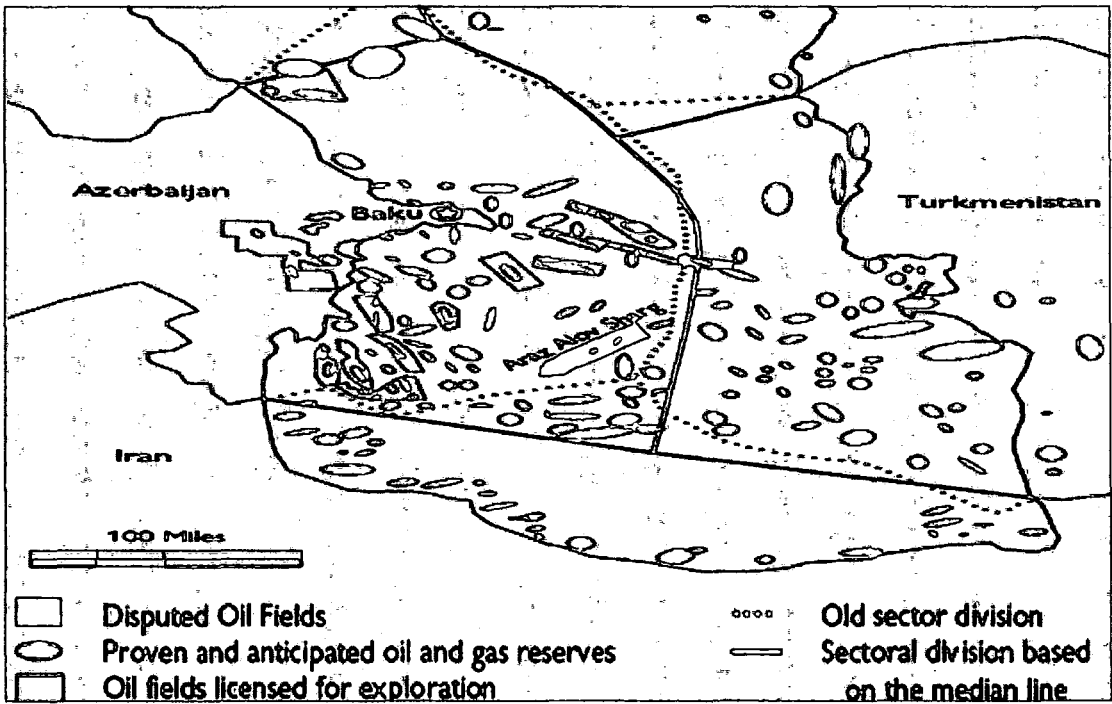 Azerbaijan
Baku
Turkmenistan
Araz Alov Sharg
Iran
100 Miles
Disputed Oil Fields
Proven and anticipated oil and gas reserves
Oil fields licensed for exploration
Old sector division
Sectoral division based
on the median line